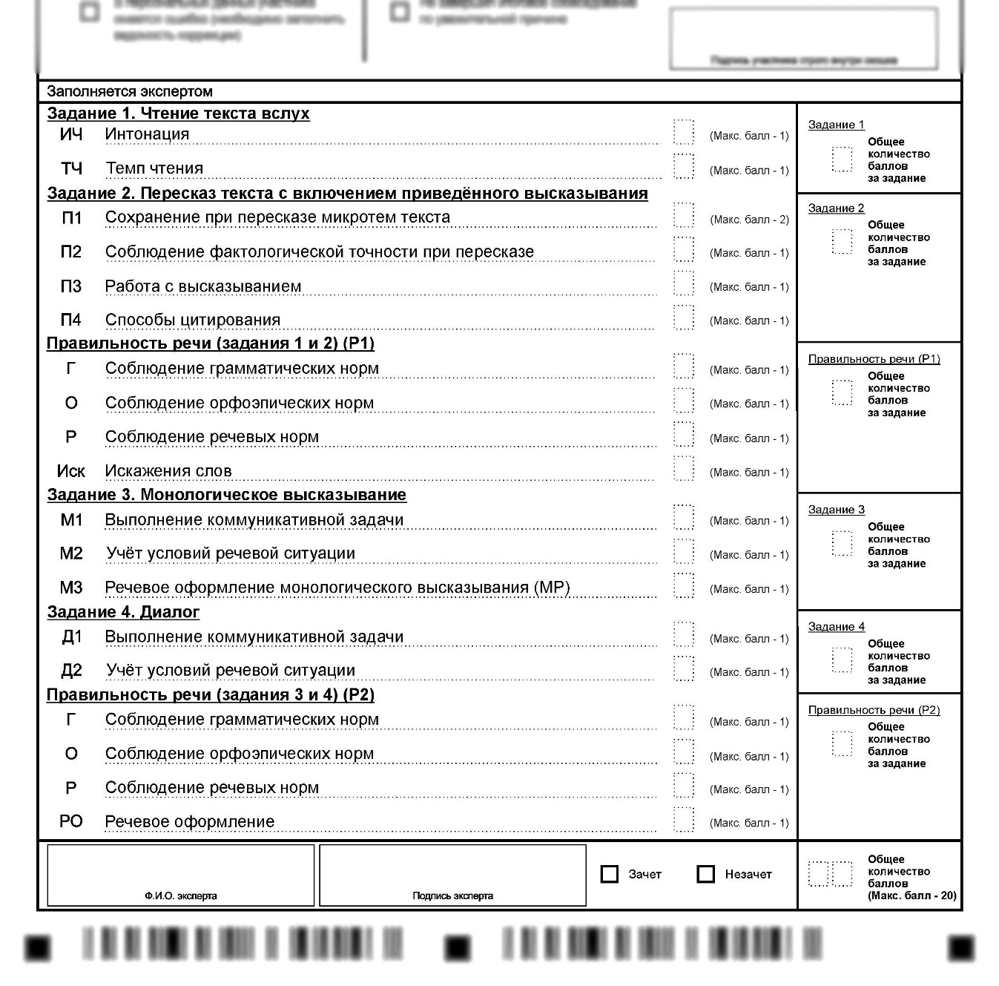 О персональных данных участника
имеется ошибка (необходимо заполнить
ведомость коррекции)
Не завершил итоговое собеседование
по уважительной причине
Подпись участника строго внутри окошка
Заполняется экспертом
Задание 1. Чтение текста вслух
ИЧ Интонация (Макс. балл - 1)
ТЧ Темп чтения (Макс. балл - 1)
Задание 1
Общее
количество
баллов
за задание
Задание 2. Пересказ текста с включением приведённого высказывания
П1 Сохранение при пересказе микротем текста (Макс. балл - 2)
П2 Соблюдение фактологической точности при пересказе (Макс. балл - 1)
П3 Работа с высказыванием (Макс. балл - 1)
П4 Способы цитирования (Макс. балл - 1)
Задание 2
Общее
количество
баллов
за задание
Правильность речи (задания 1 и 2) (Р1)
Г Соблюдение грамматических норм (Макс. балл - 1)
О Соблюдение орфоэпических норм (Макс. балл - 1)
Р Соблюдение речевых норм (Макс. балл - 1)
Иск Искажения слов (Макс. балл - 1)
Правильность речи (Р1)
Общее
количество
баллов
за задание
Задание 3. Монологическое высказывание
М1 Выполнение коммуникативной задачи (Макс. балл - 1)
М2 Учёт условий речевой ситуации (Макс. балл - 1)
М3 Речевое оформление монологического высказывания (МР) (Макс. балл - 1)
Задание 3
Общее
количество
баллов
за задание
Задание 4. Диалог
Д1 Выполнение коммуникативной задачи (Макс. балл - 1)
Д2 Учёт условий речевой ситуации (Макс. балл - 1)
Задание 4
Общее
количество
баллов
за задание
Правильность речи (задания 3 и 4) (Р2)
Г Соблюдение грамматических норм (Макс. балл - 1)
О Соблюдение орфоэпических норм (Макс. балл - 1)
Р Соблюдение речевых норм (Макс. балл - 1)
РО Речевое оформление (Макс. балл - 1)
Правильность речи (Р2)
Общее
количество
баллов
за задание
Ф.И.О. эксперта
Подпись эксперта
Зачет
Незачет
Общее
количество
баллов
(Макс. балл - 20)